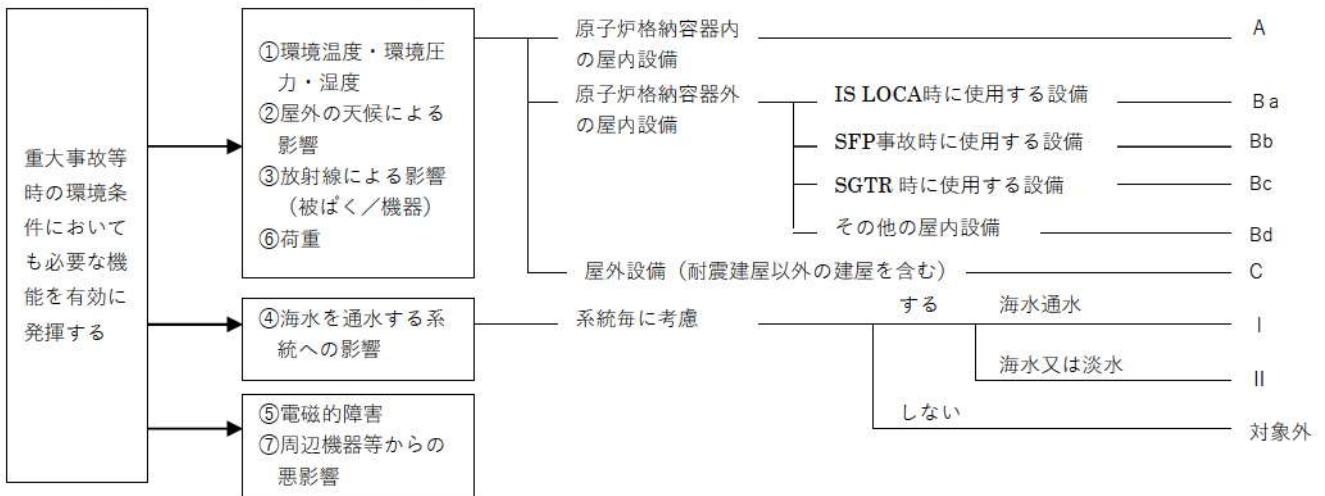 重大事故等
時の環境条
件において
も必要な機
能を有効に
発揮する
①環境温度・環境圧
力・湿度
②屋外の天候による
影響
③放射線による影響
(被ばく/機器)
⑥荷重
④海水を通水する系
統への影響
⑤電磁的障害
⑦周辺機器等からの
悪影響
原子炉格納容器内
の屋内設備
A
原子炉格納容器外
の屋内設備
IS LOCA時に使用する設備
Ba
SFP事故時に使用する設備
Bb
SGTR 時に使用する設備
Bc
その他の屋内設備
Bd
屋外設備(耐震建屋以外の建屋を含む)
C
系統毎に考慮
する
海水通水
I
海水又は淡水
II
しない
対象外